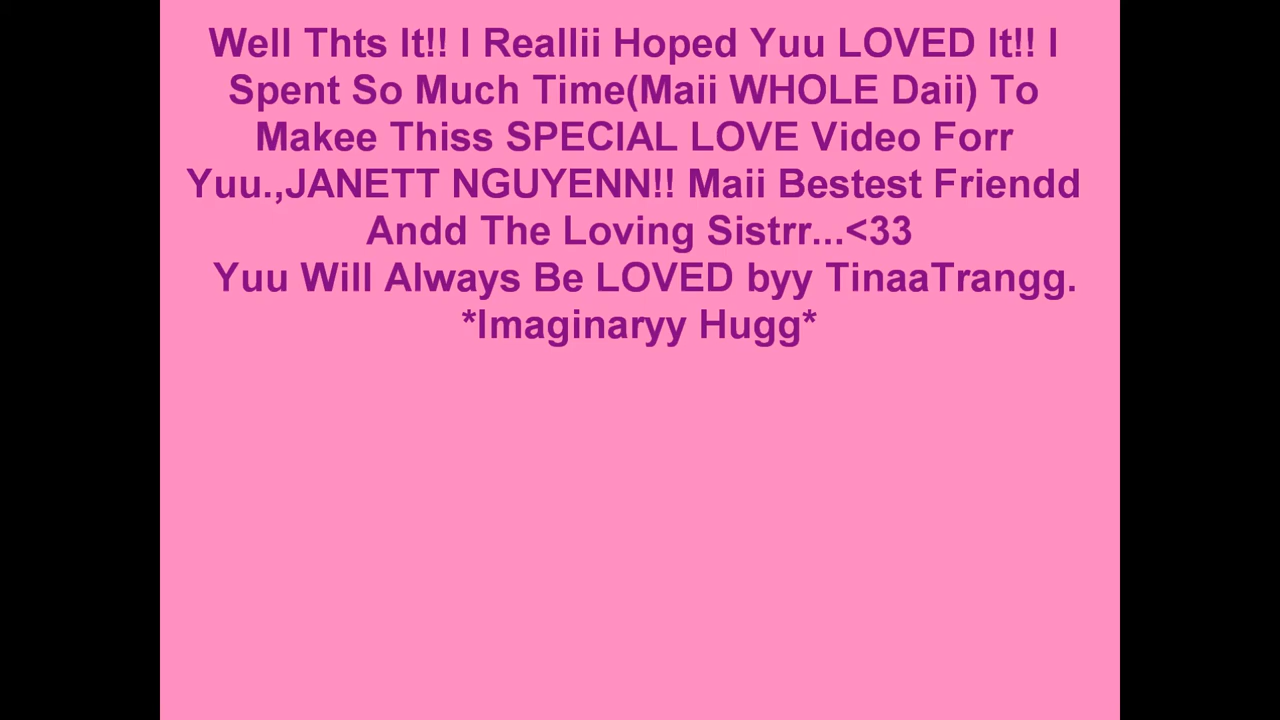 Well Thts It!! I Reallii Hoped Yuu LOVED It!! I
Spent So Much Time(Maii WHOLE Daii) To
Makee Thiss SPECIAL LOVE Video Forr
Yuu.,JANETT NGUYENN!! Maii Bestest Friendd
Andd The Loving Sistrr...<33
Yuu Will Always Be LOVED byy TinaaTrangg.
*Imaginaryy Hugg*